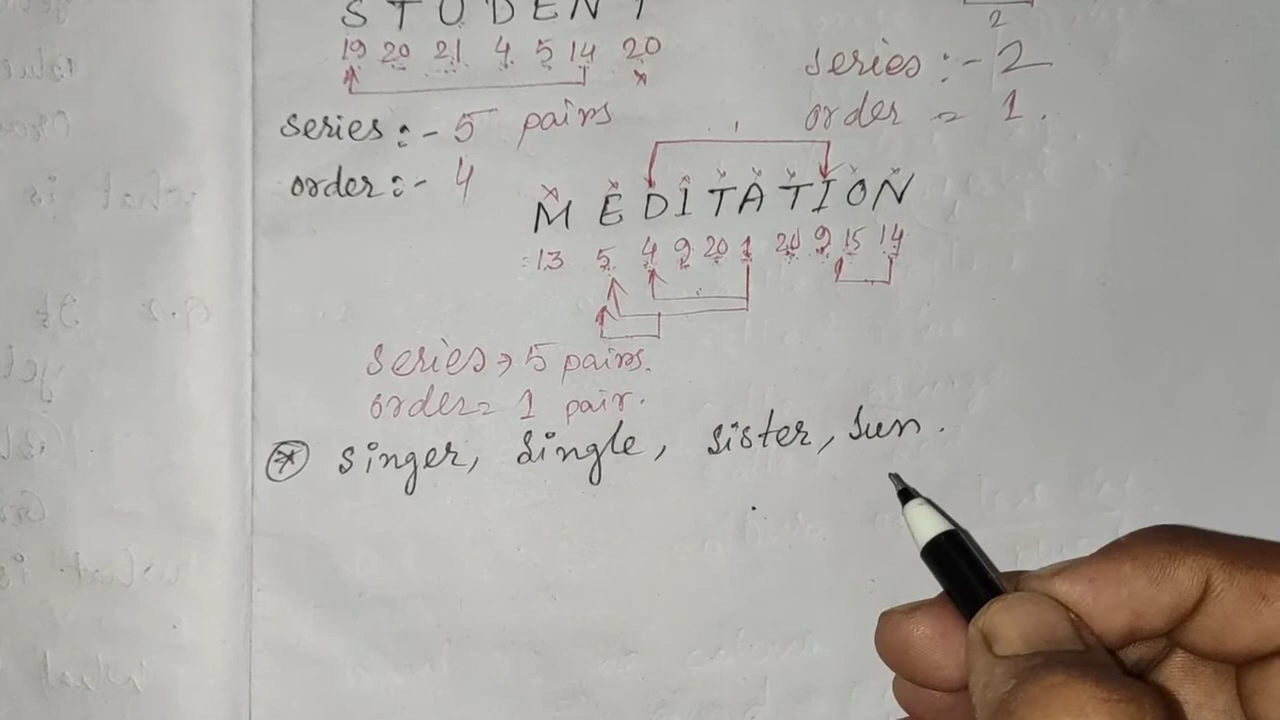 STUDENT
19 20 21 4 5 14 20
2
series:- 5 pairs
order:- 4
series:- 2
order = 1.
MEDITATION
13 5 4 9 20 1 20 9 15 14
series → 5 pairs.
order = 1 pair.
* singer, single, sister, sun.